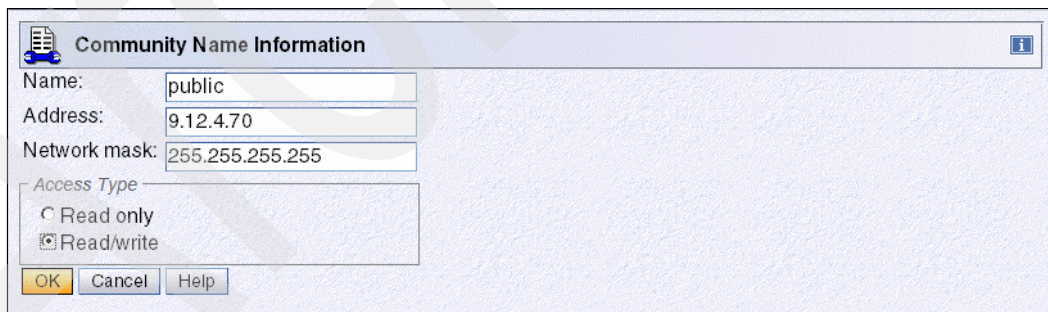 Community Name Information
Name: public
Address: 9.12.4.70
Network mask: 255.255.255.255
Access Type
Read only
Read/write
OK Cancel Help